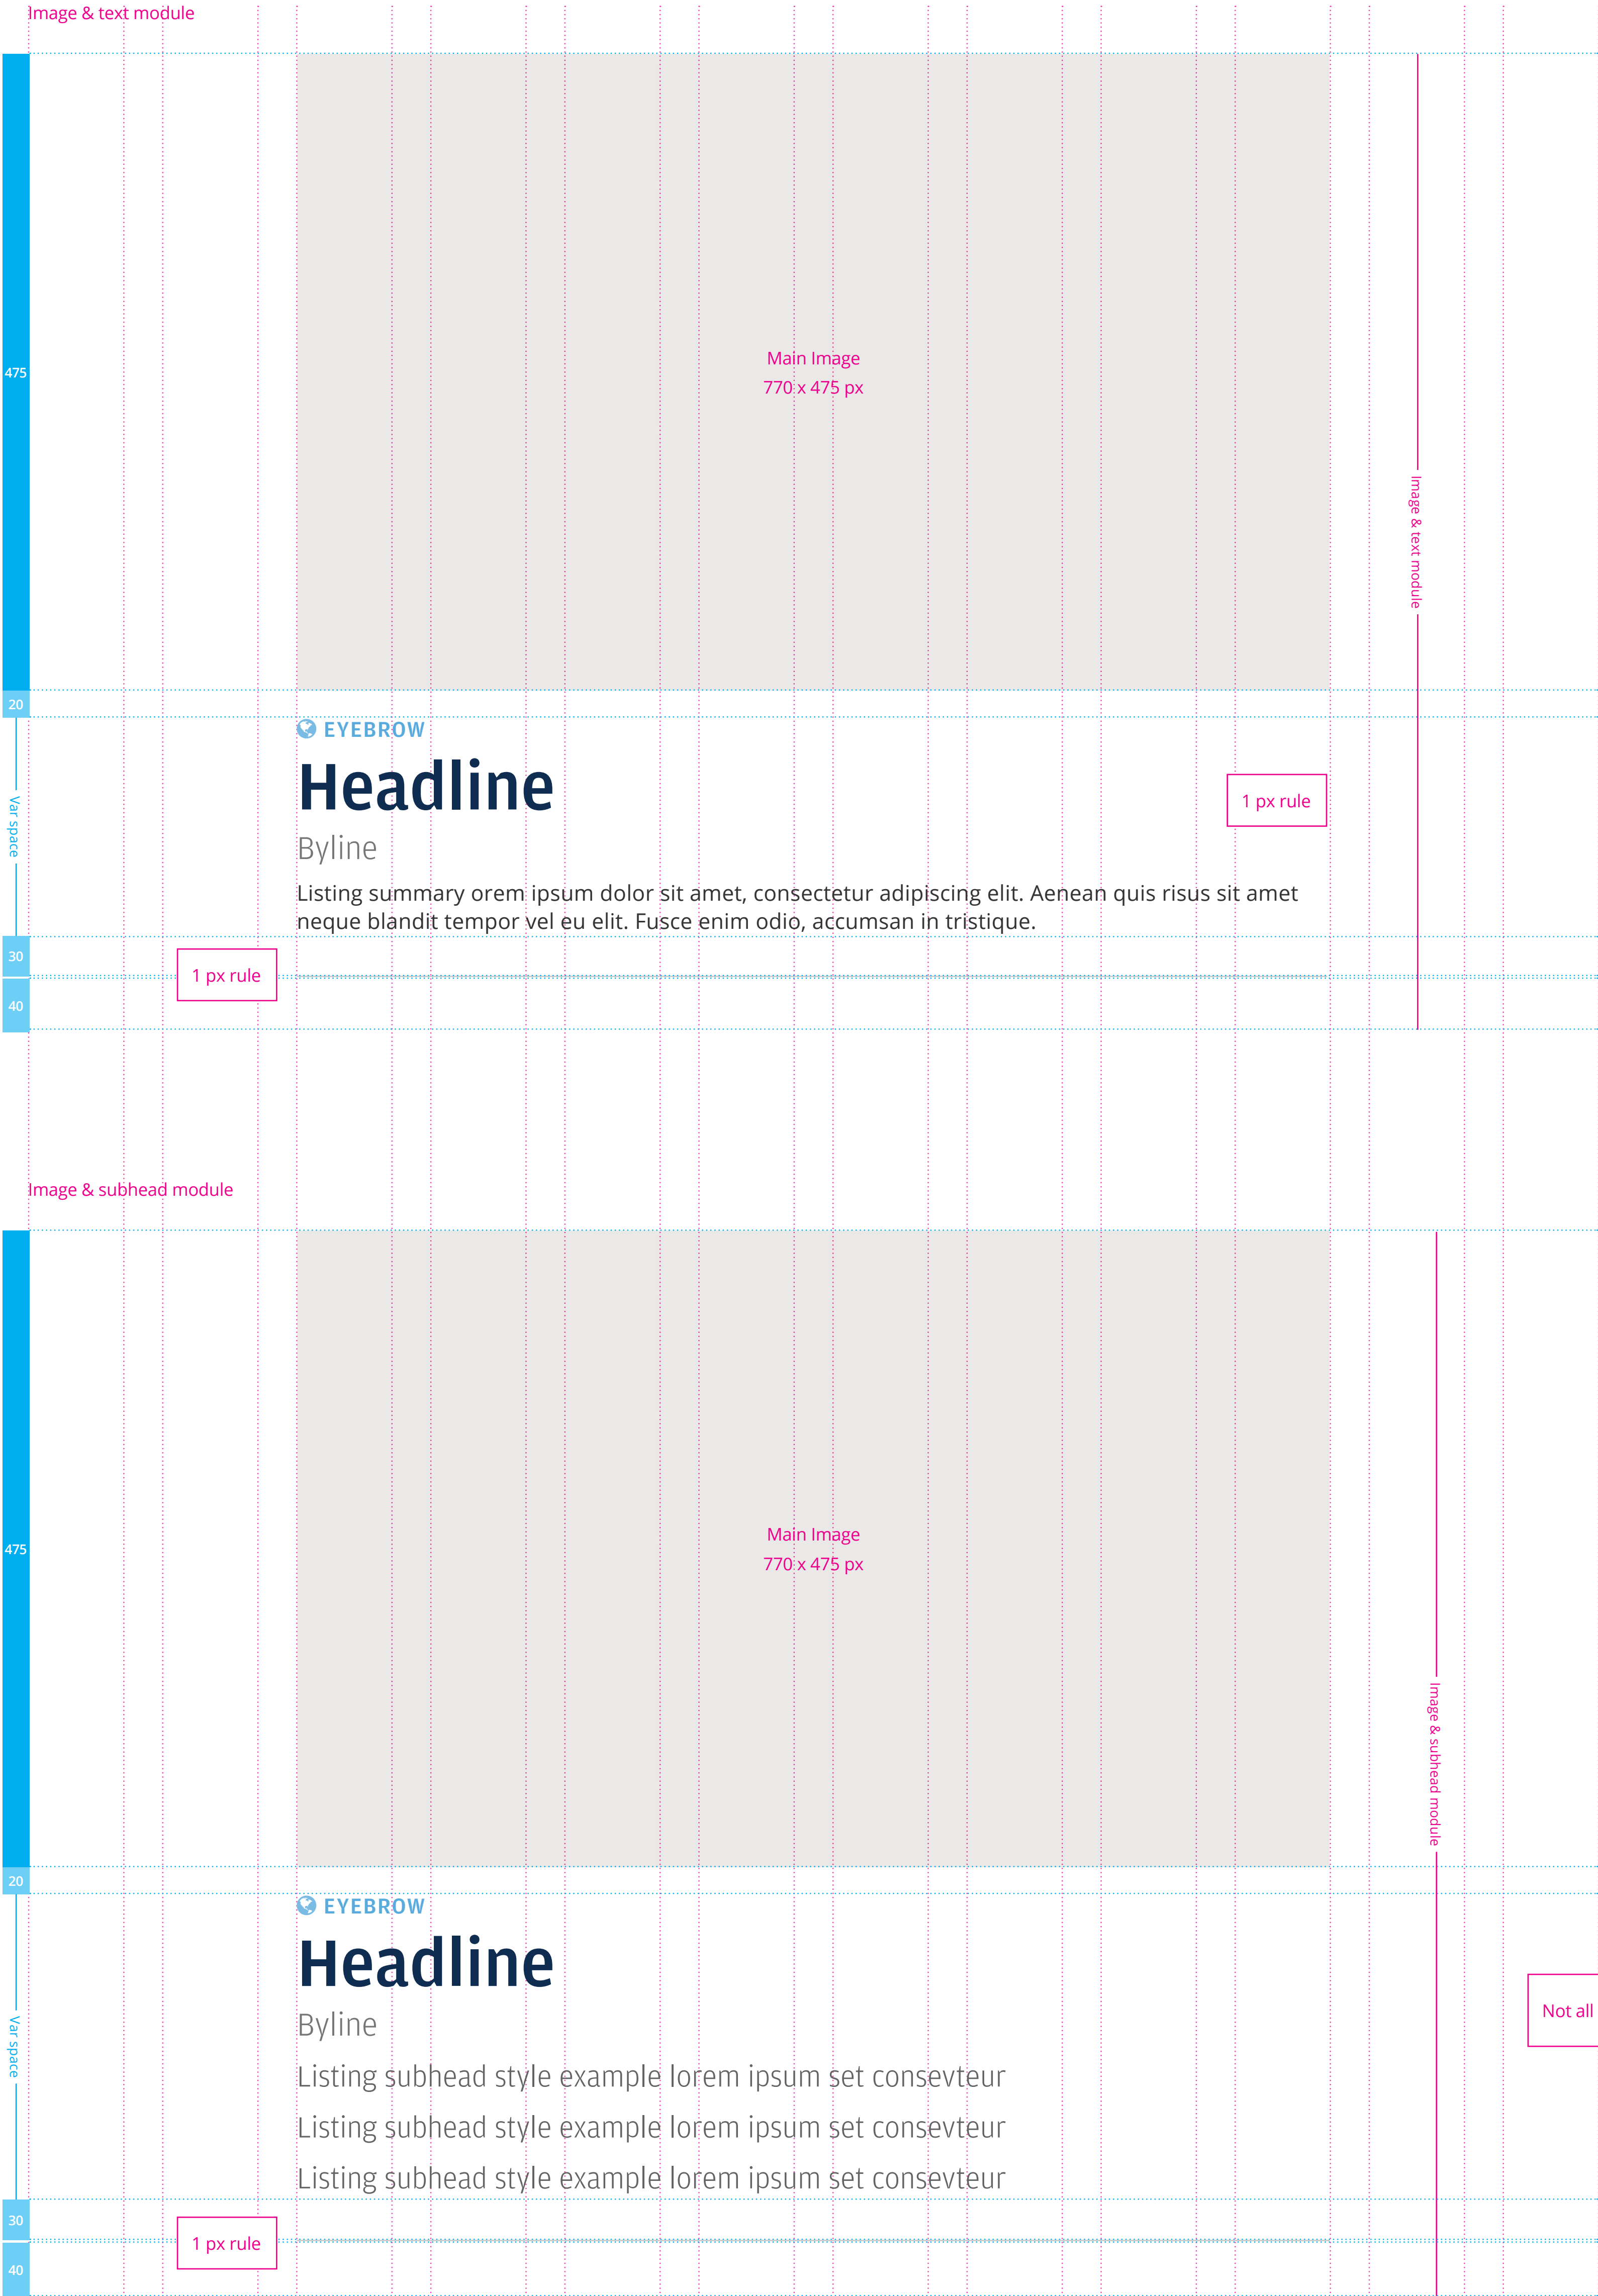 Image & text module
475
Main Image
770 x 475 px
Image & text module
20
EYEBROW
Headline
1 px rule
Var space
Byline
Listing summary orem ipsum dolor sit amet, consectetur adipiscing elit. Aenean quis risus sit amet
neque blandit tempor vel eu elit. Fusce enim odio, accumsan in tristique.
30
1 px rule
40
Image & subhead module
475
Main Image
770 x 475 px
Image & subhead module
20
EYEBROW
Headline
Not all
Var space
Byline
Listing subhead style example lorem ipsum set consevteur
Listing subhead style example lorem ipsum set consevteur
Listing subhead style example lorem ipsum set consevteur
30
1 px rule
40